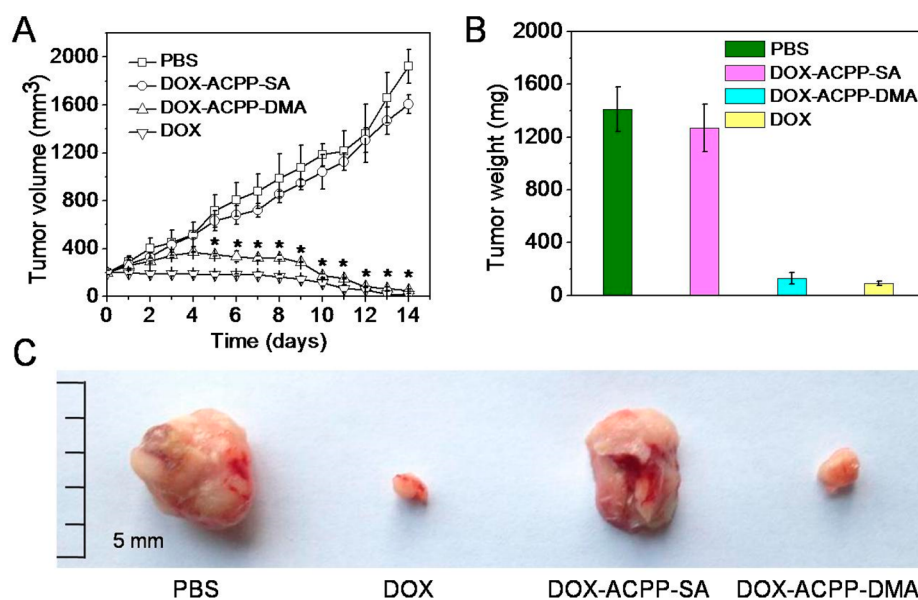 A
2000
1600
1200
800
400
0
Tumor volume (mm3)
PBS
DOX-ACPP-SA
DOX-ACPP-DMA
DOX
* * * * * * * * * *
0 2 4 6 8 10 12 14
Time (days)
B
2000
1600
1200
800
400
0
Tumor weight (mg)
PBS
DOX-ACPP-SA
DOX-ACPP-DMA
DOX
C
5 mm
PBS DOX DOX-ACPP-SA DOX-ACPP-DMA